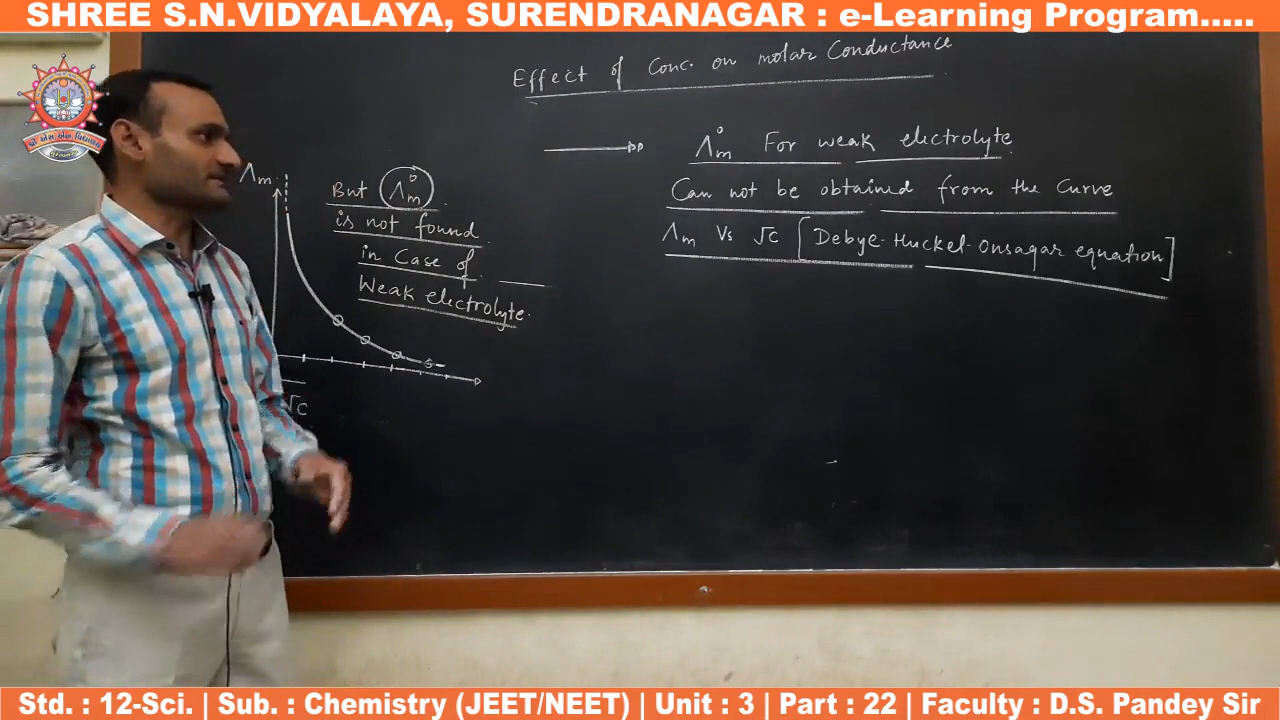 SHREE S.N.VIDYALAYA, SURENDRANAGAR : e-Learning Program.....
Effect of Conc. on molar Conductance
Λm
√C
But Λ°m
is not found
in Case of
Weak electrolyte.
Λ°m For weak electrolyte
Can not be obtained from the Curve
Λm Vs √C [Debye-Huckel-Onsagar equation]
Std. : 12-Sci. | Sub. : Chemistry (JEET/NEET) | Unit : 3 | Part : 22 | Faculty : D.S. Pandey Sir